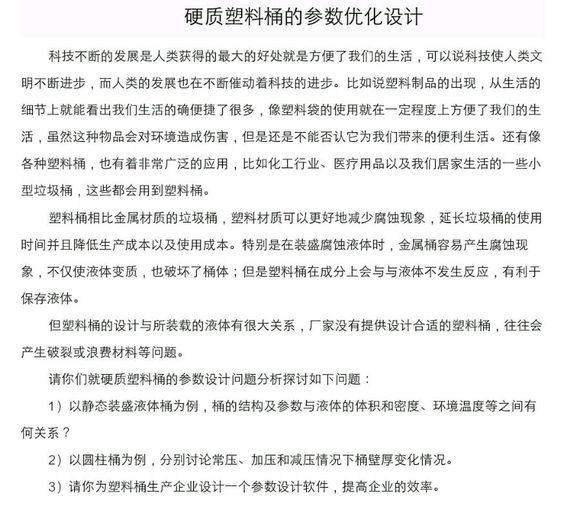 硬质塑料桶的参数优化设计
科技不断的发展是人类获得的最大的好处就是方便了我们的生活，可以说科技使人类文
明不断进步，而人类的发展也在不断催动着科技的进步。比如说塑料制品的出现，从生活的
细节上就能看出我们生活的确便捷了很多，像塑料袋的使用就在一定程度上方便了我们的生
活，虽然这种物品会对环境造成伤害，但是还是不能否认它为我们带来的便利生活。还有像
各种塑料桶，也有着非常广泛的应用，比如化工行业、医疗用品以及我们居家生活的一些小
型垃圾桶，这些都会用到塑料桶。
塑料桶相比金属材质的垃圾桶，塑料材质可以更好地减少腐蚀现象，延长垃圾桶的使用
时间并且降低生产成本以及使用成本。特别是在装盛腐蚀液体时，金属桶容易产生腐蚀现
象，不仅使液体变质，也破坏了桶体；但是塑料桶在成分上会与与液体不发生反应，有利于
保存液体。
但塑料桶的设计与所装载的液体有很大关系，厂家没有提供设计合适的塑料桶，往往会
产生破裂或浪费材料等问题。
请你们就硬质塑料桶的参数设计问题分析探讨如下问题：
1）以静态装盛液体桶为例，桶的结构及参数与液体的体积和密度、环境温度等之间有
何关系？
2）以圆柱桶为例，分别讨论常压、加压和减压情况下桶壁厚变化情况。
3）请你为塑料桶生产企业设计一个参数设计软件，提高企业的效率。